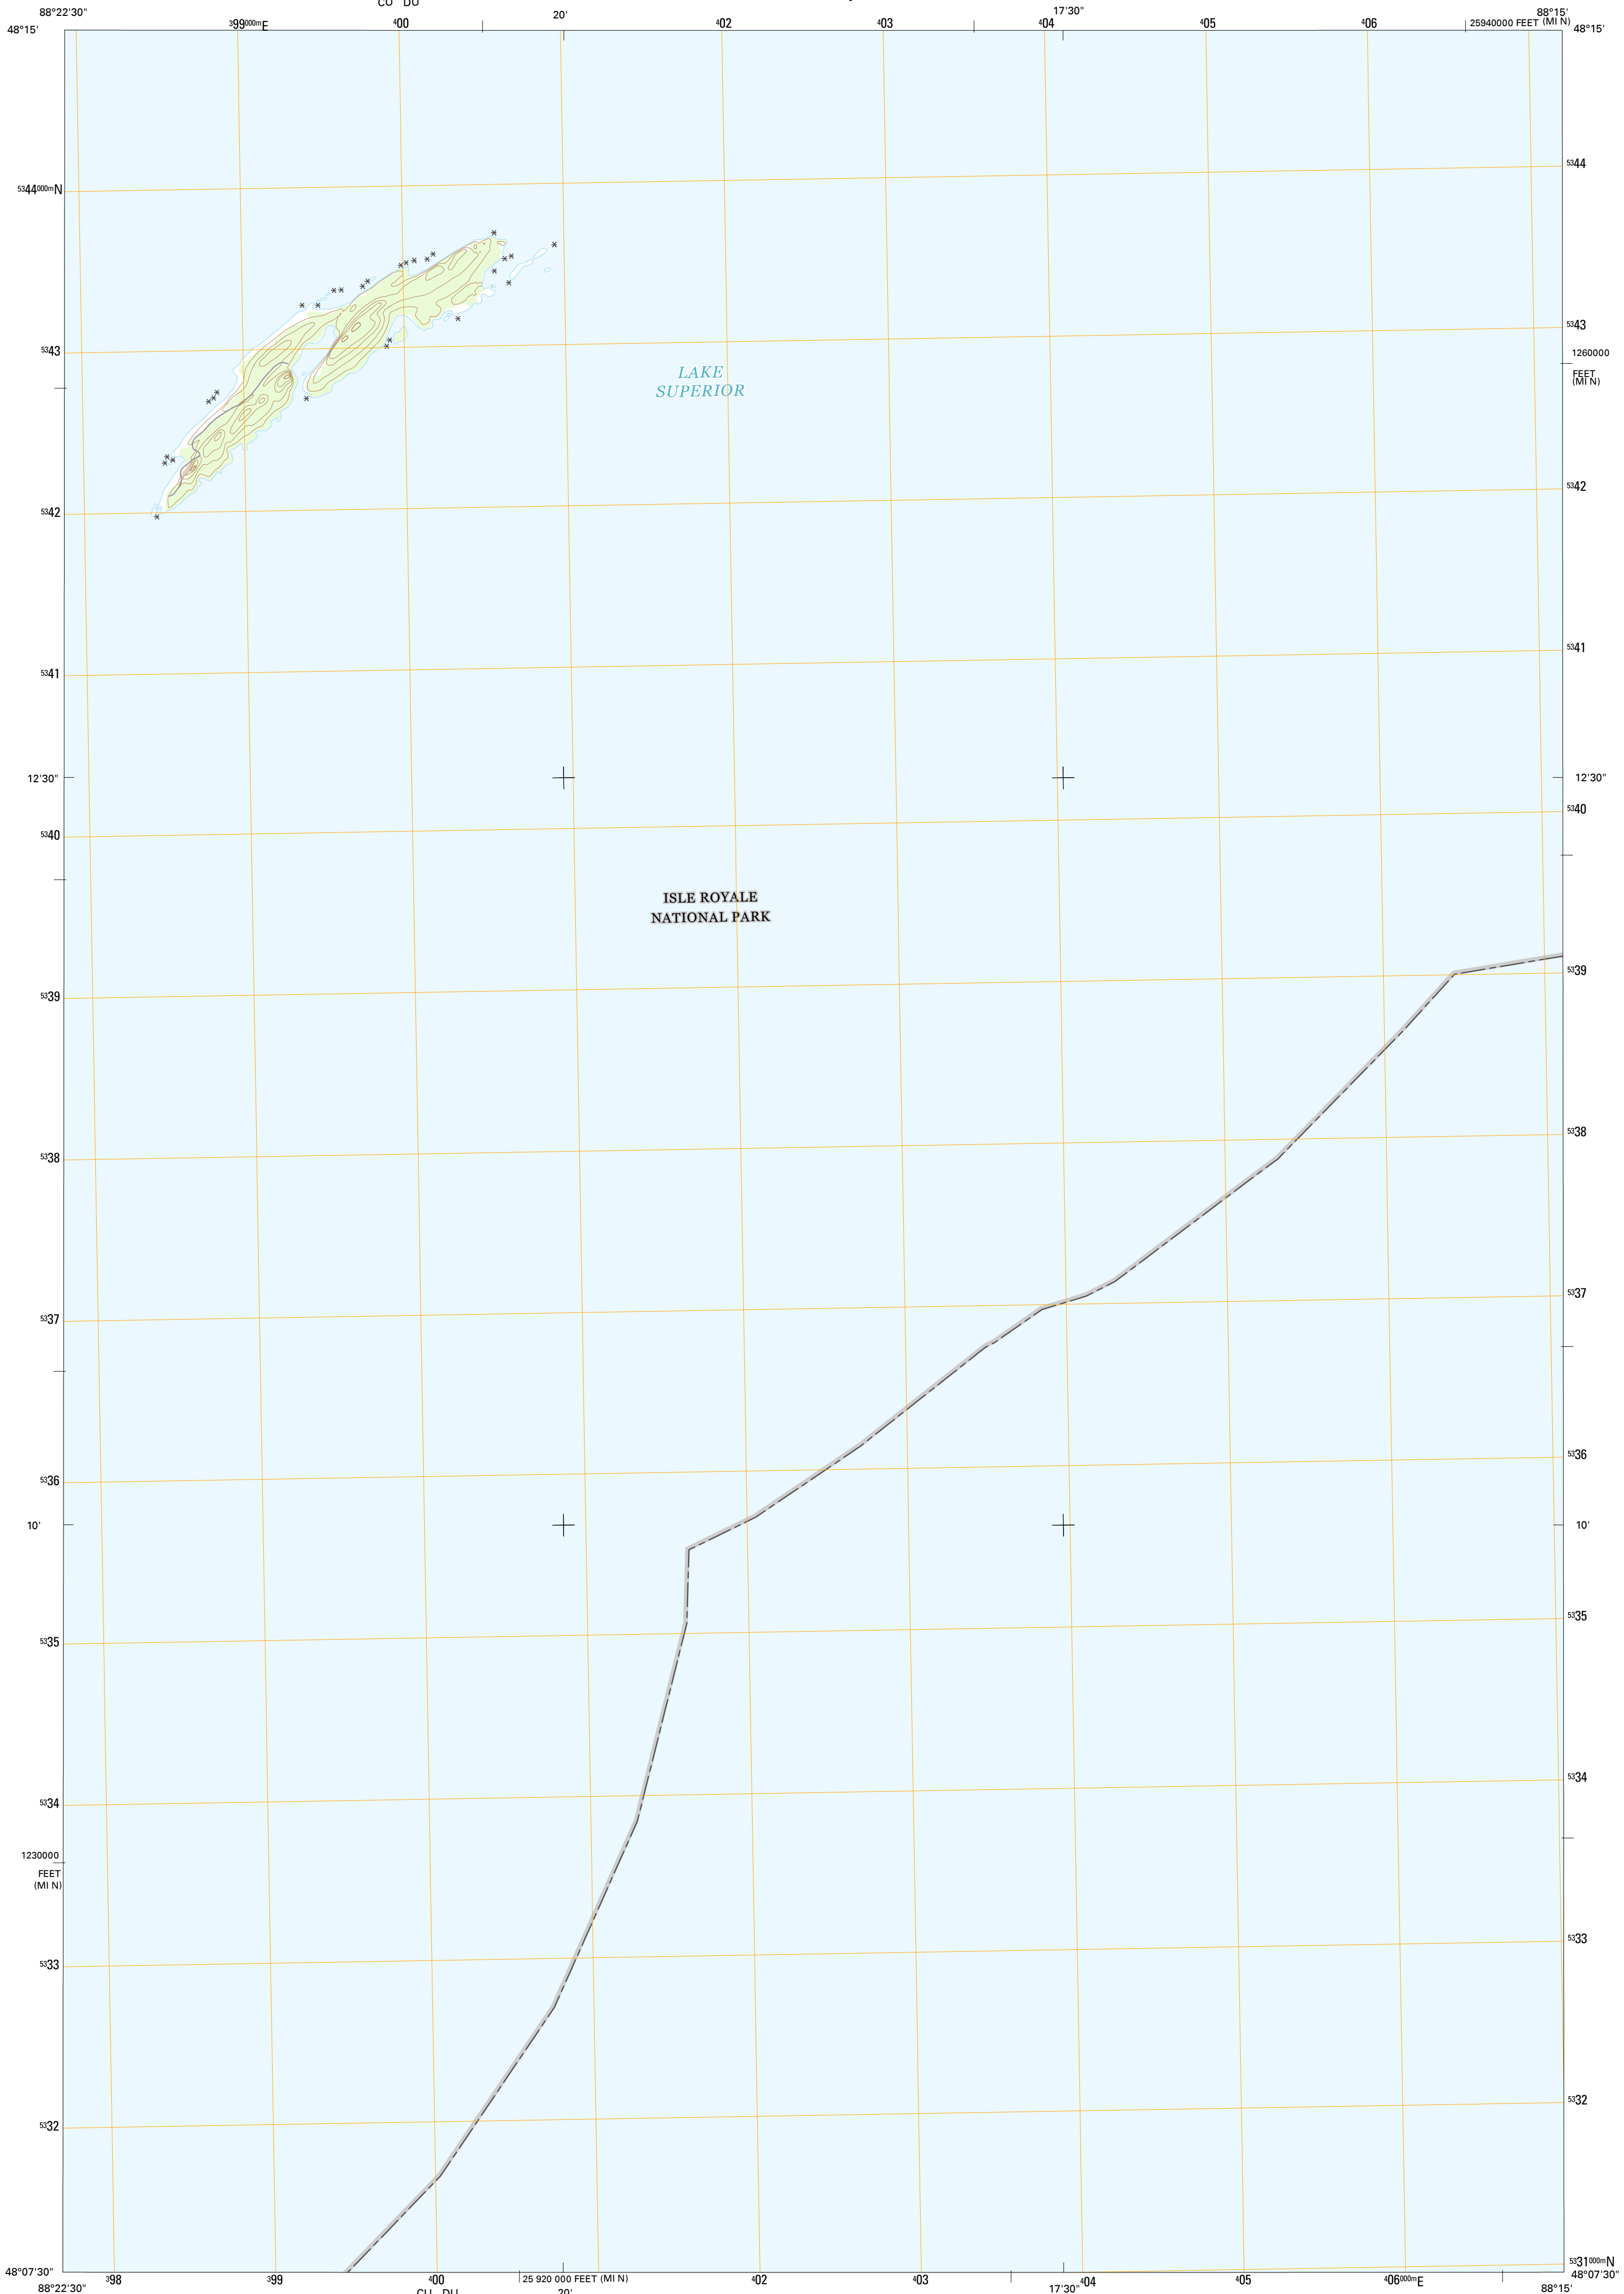 CU DU
88°22'30" 20' 17'30" 88°15'
399000mE 400 402 403 404 405 406 25940000 FEET (MI N)
48°15' 48°15'
5344000mN 5344
5343 5343
1260000
FEET
(MI N)
LAKE
SUPERIOR
5342 5342
5341 5341
12'30" 12'30"
5340 5340
ISLE ROYALE
NATIONAL PARK
5339 5339
5338 5338
5337 5337
5336 5336
10' 10'
5335 5335
5334 5334
1230000
FEET
(MI N)
5333 5333
5332 5332
5331000mN
48°07'30" 48°07'30"
398 399 400 25 920 000 FEET (MI N) 402 403 404 405 406000mE
88°22'30" CU DU 20' 17'30" 88°15'